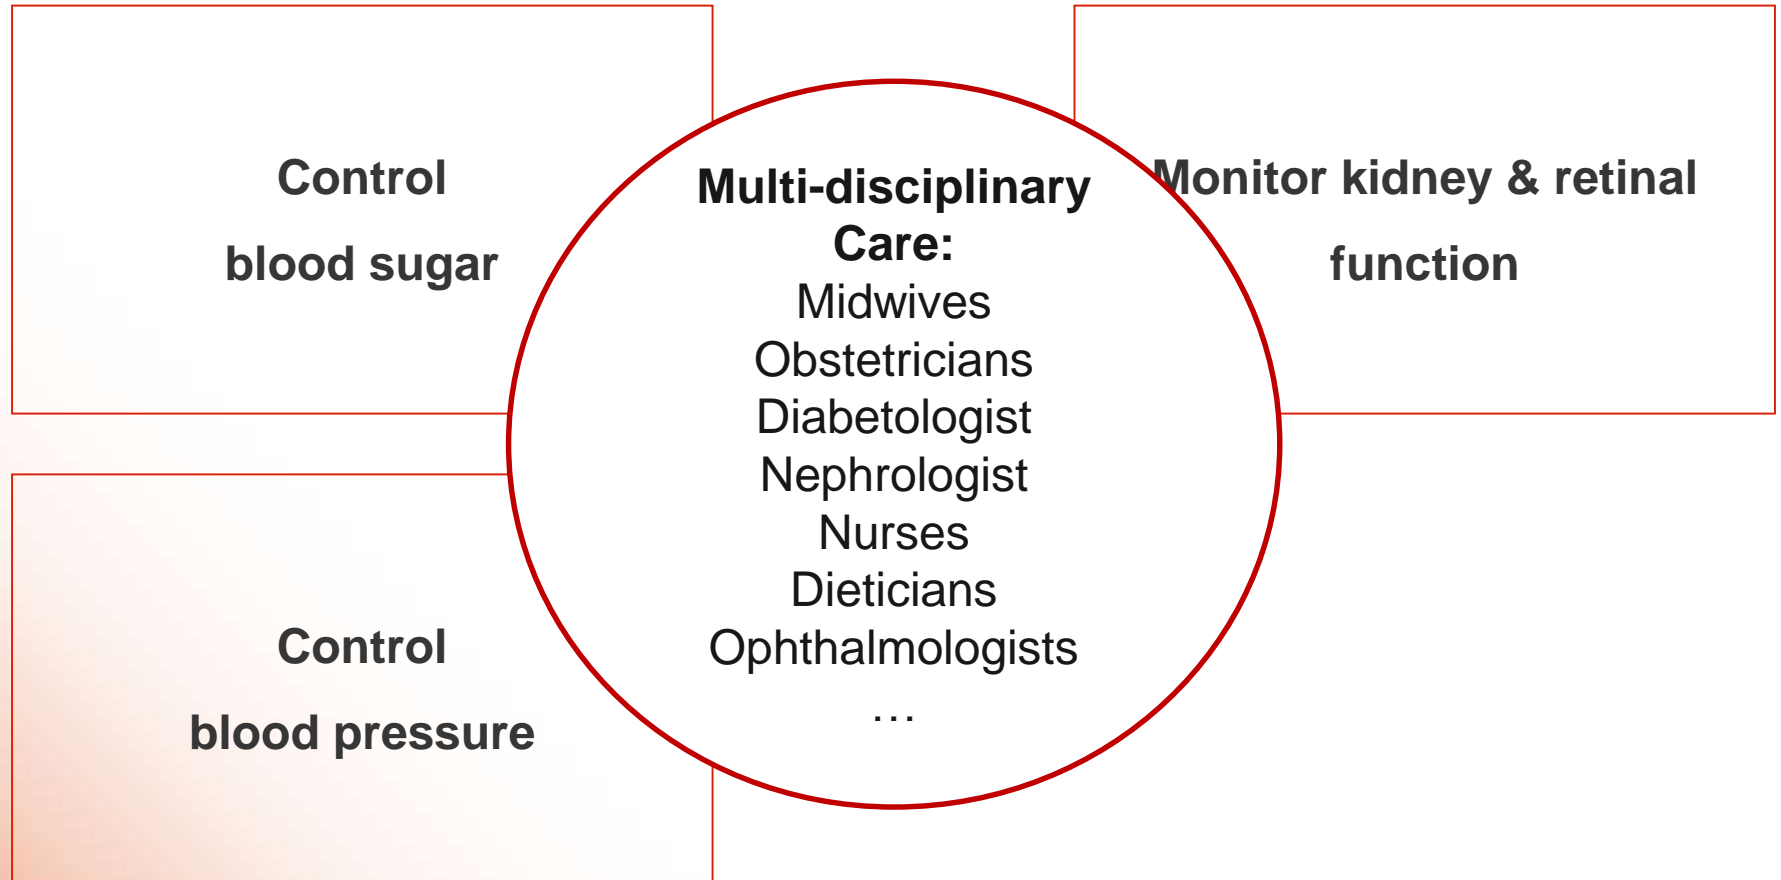 Control
blood sugar
Multi-disciplinary
Care:
Midwives
Obstetricians
Diabetologist
Nephrologist
Nurses
Dieticians
Ophthalmologists
…
Monitor kidney & retinal
function
Control
blood pressure